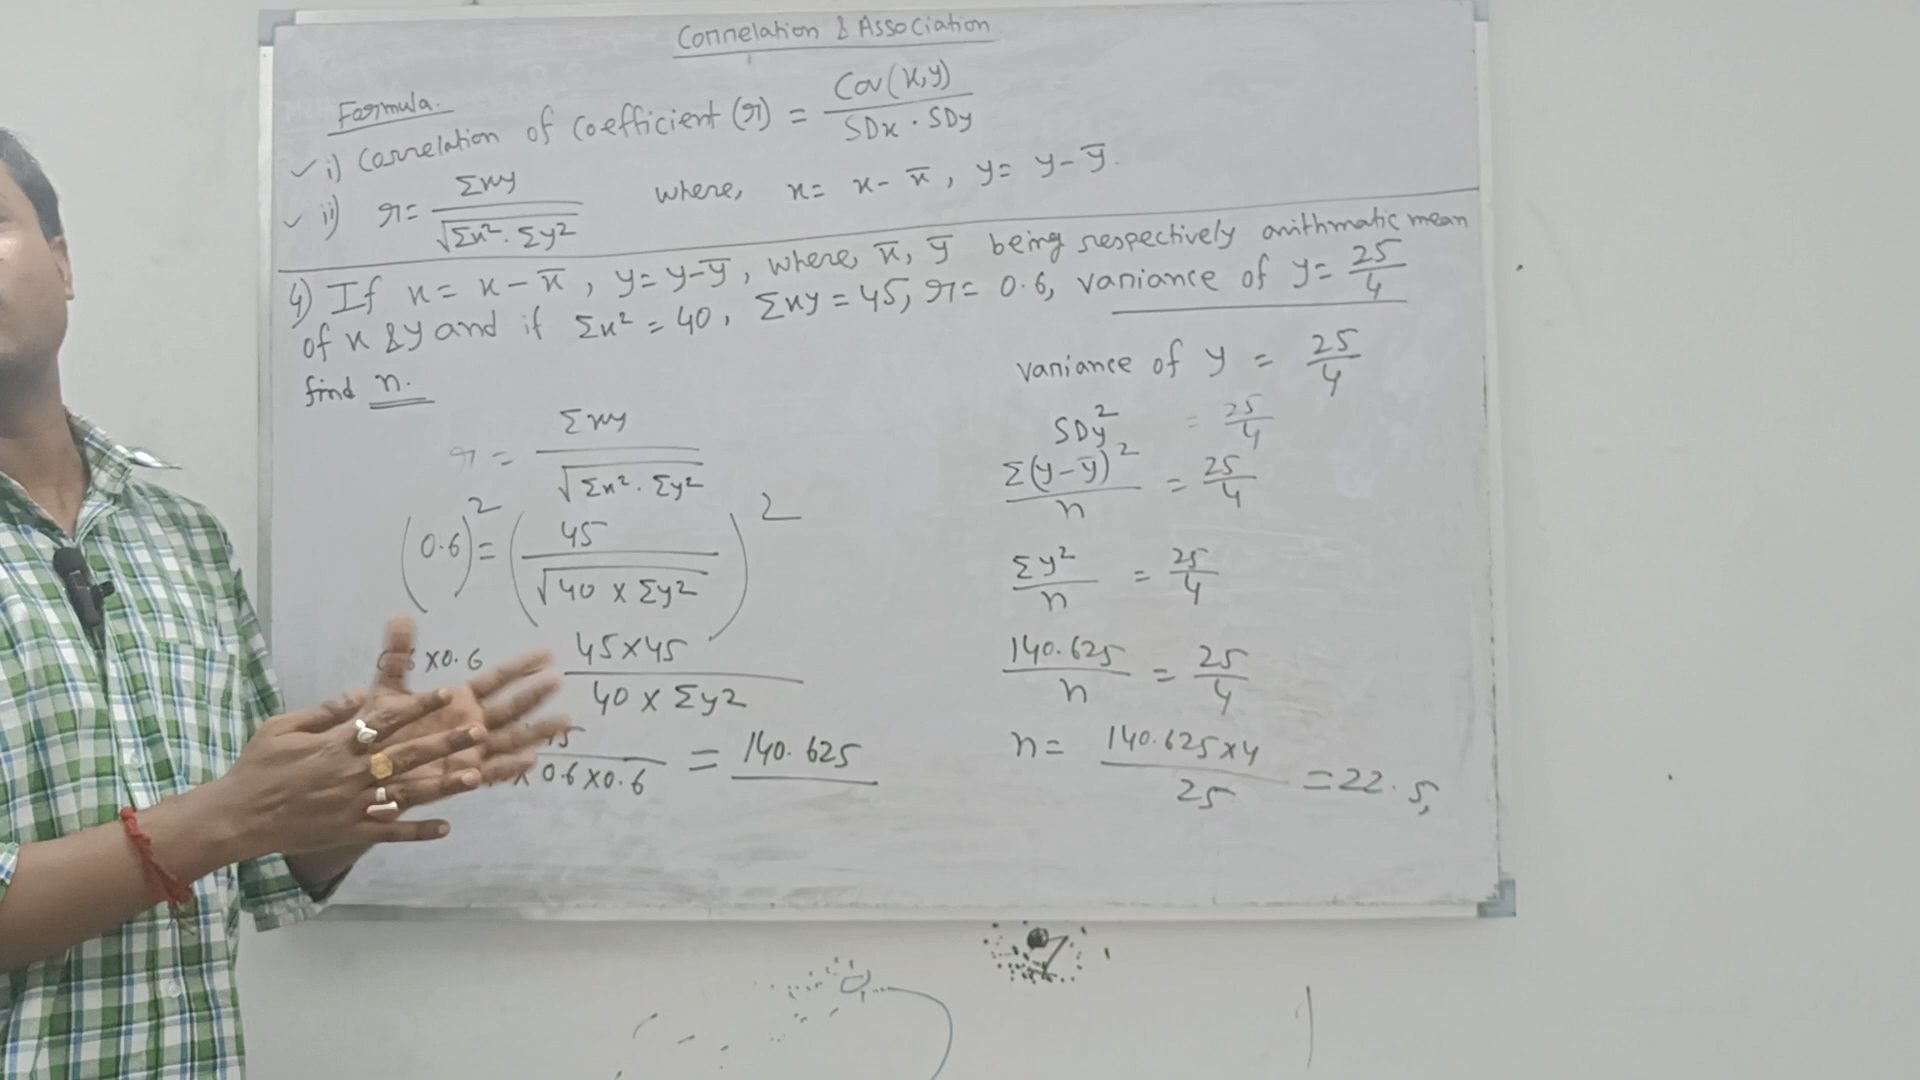 Correlation & Association
Formula.
i) Correlation of Coefficient (r) = Cov(x,y) / SDx · SDy
ii) r = Σxy / √Σx² · Σy² where, x = x - x̄, y = y - ȳ.
4) If x = x - x̄, y = y - ȳ, where, x̄, ȳ being respectively arithmatic mean
of x & y and if Σx² = 40, Σxy = 45, r = 0.6, variance of y = 25/4
find n.
r = Σxy / √Σx² · Σy²
(0.6)² = (45 / √40 × Σy²)²
×0.6 45×45 / 40 × Σy²
× 0.6 × 0.6 = 140.625
variance of y = 25/4
SDy² = 25/4
Σ(y - ȳ)² / n = 25/4
Σy² / n = 25/4
140.625 / n = 25/4
n = 140.625×4 / 25 = 22.5,